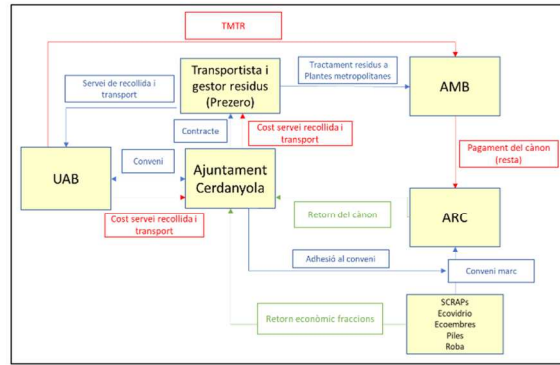 TMTR
Servei de recollida i
transport
Transportista i
gestor residus
(Prezero)
Tractament residus a
Plantes metropolitanes
AMB
Contracte
Cost servei recollida i
transport
Pagament del cànon
(resta)
UAB
Conveni
Ajuntament
Cerdanyola
Cost servei recollida i
transport
Retorn del cànon
ARC
Adhesió al conveni
Conveni marc
Retorn econòmic fraccions
SCRAPs
Ecovidrio
Ecoembres
Piles
Roba